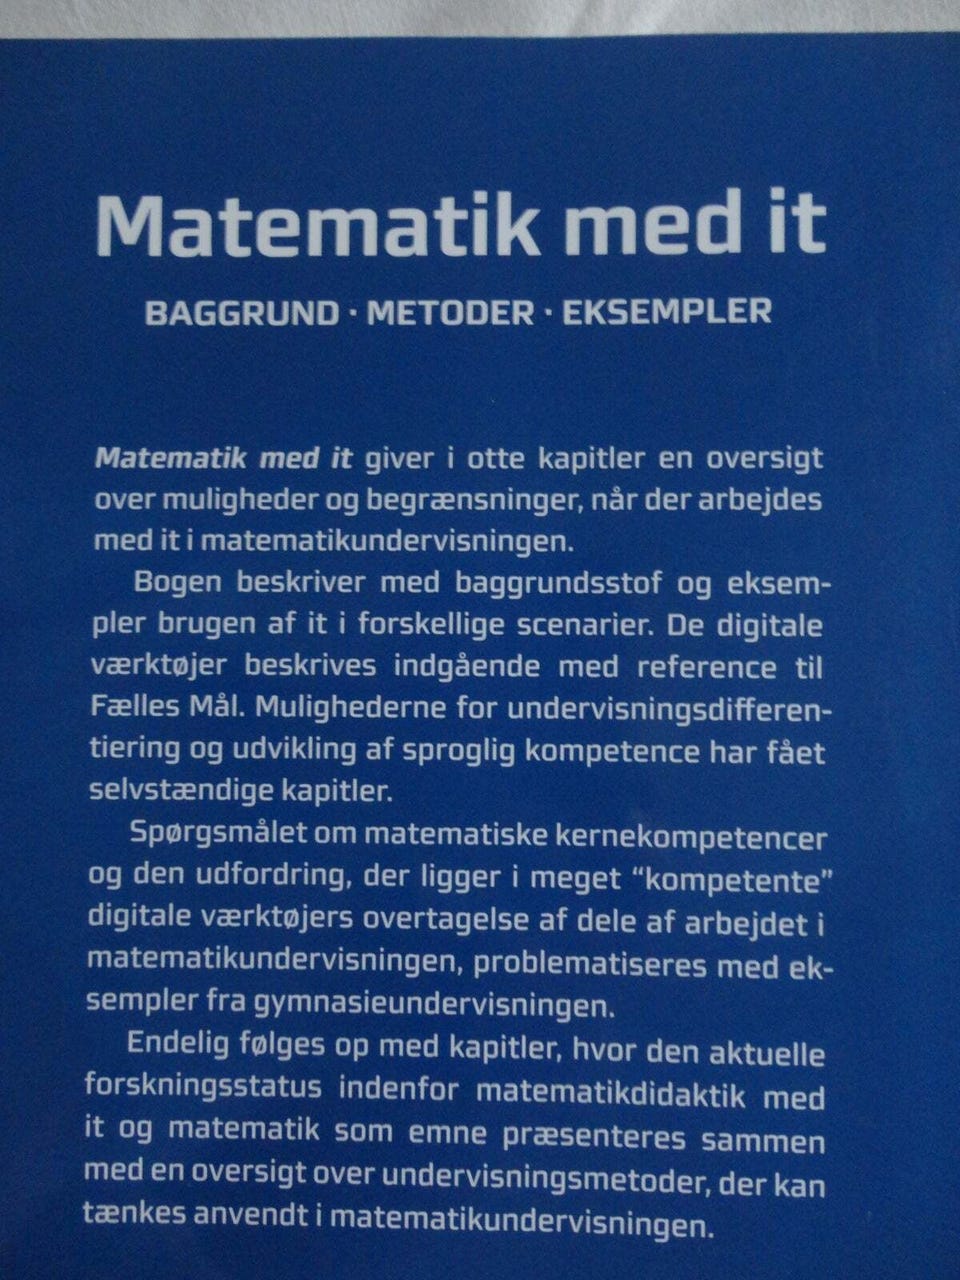 Matematik med it
BAGGRUND · METODER · EKSEMPLER
Matematik med it giver i otte kapitler en oversigt
over muligheder og begrænsninger, når der arbejdes
med it i matematikundervisningen.
Bogen beskriver med baggrundsstof og eksem-
pler brugen af it i forskellige scenarier. De digitale
værktøjer beskrives indgående med reference til
Fælles Mål. Mulighederne for undervisningsdifferen-
tiering og udvikling af sproglig kompetence har fået
selvstændige kapitler.
Spørgsmålet om matematiske kernekompetencer
og den udfordring, der ligger i meget “kompetente”
digitale værktøjers overtagelse af dele af arbejdet i
matematikundervisningen, problematiseres med ek-
sempler fra gymnasieundervisningen.
Endelig følges op med kapitler, hvor den aktuelle
forskningsstatus indenfor matematikdidaktik med
it og matematik som emne præsenteres sammen
med en oversigt over undervisningsmetoder, der kan
tænkes anvendt i matematikundervisningen.